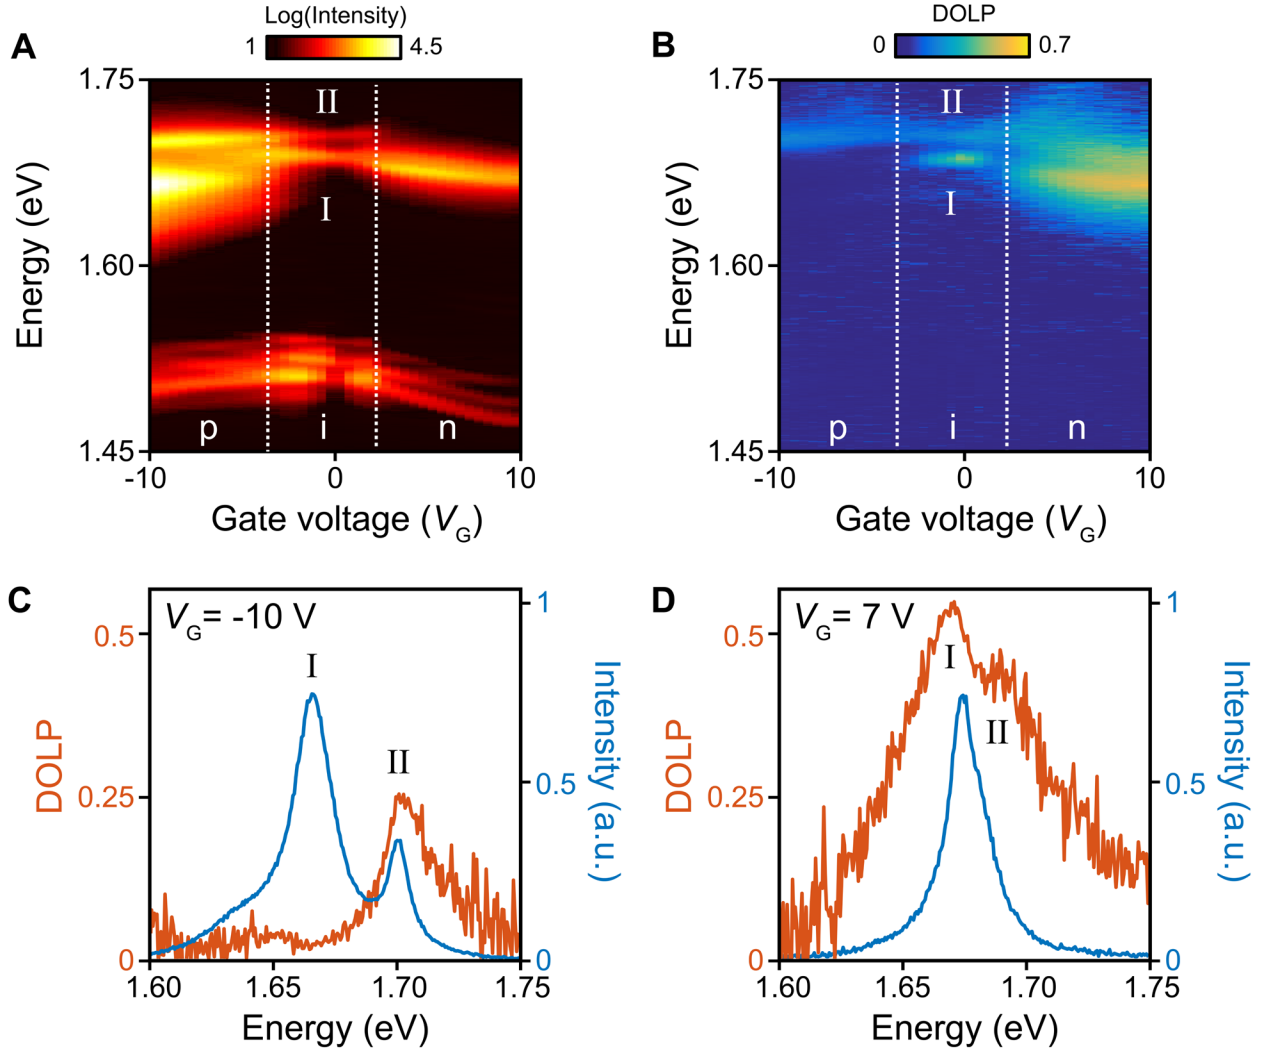 A
Log(Intensity)
1 4.5
1.75
1.60
1.45
Energy (eV)
II
I
p i n
-10 0 10
Gate voltage (VG)
B
DOLP
0 0.7
1.75
1.60
1.45
Energy (eV)
II
I
p i n
-10 0 10
Gate voltage (VG)
C
VG= -10 V
I
II
0.5
0.25
0
DOLP
1
0.5
0
Intensity (a.u.)
1.60 1.65 1.70 1.75
Energy (eV)
D
VG= 7 V
I
II
0.5
0.25
0
DOLP
1
0.5
0
Intensity (a.u.)
1.60 1.65 1.70 1.75
Energy (eV)